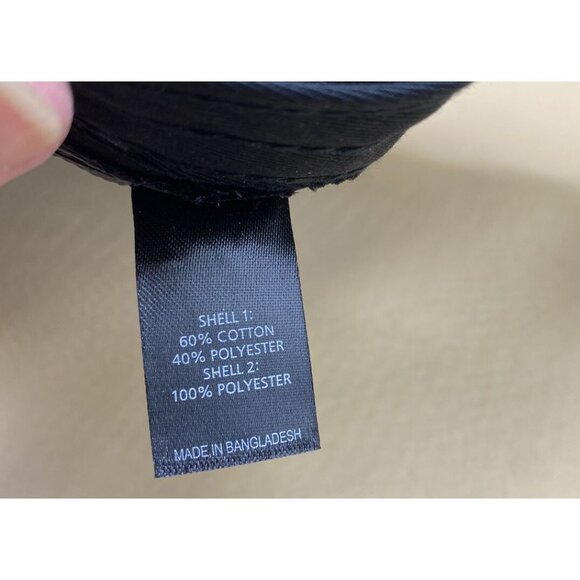 SHELL 1:
60% COTTON
40% POLYESTER
SHELL 2:
100% POLYESTER
MADE IN BANGLADESH